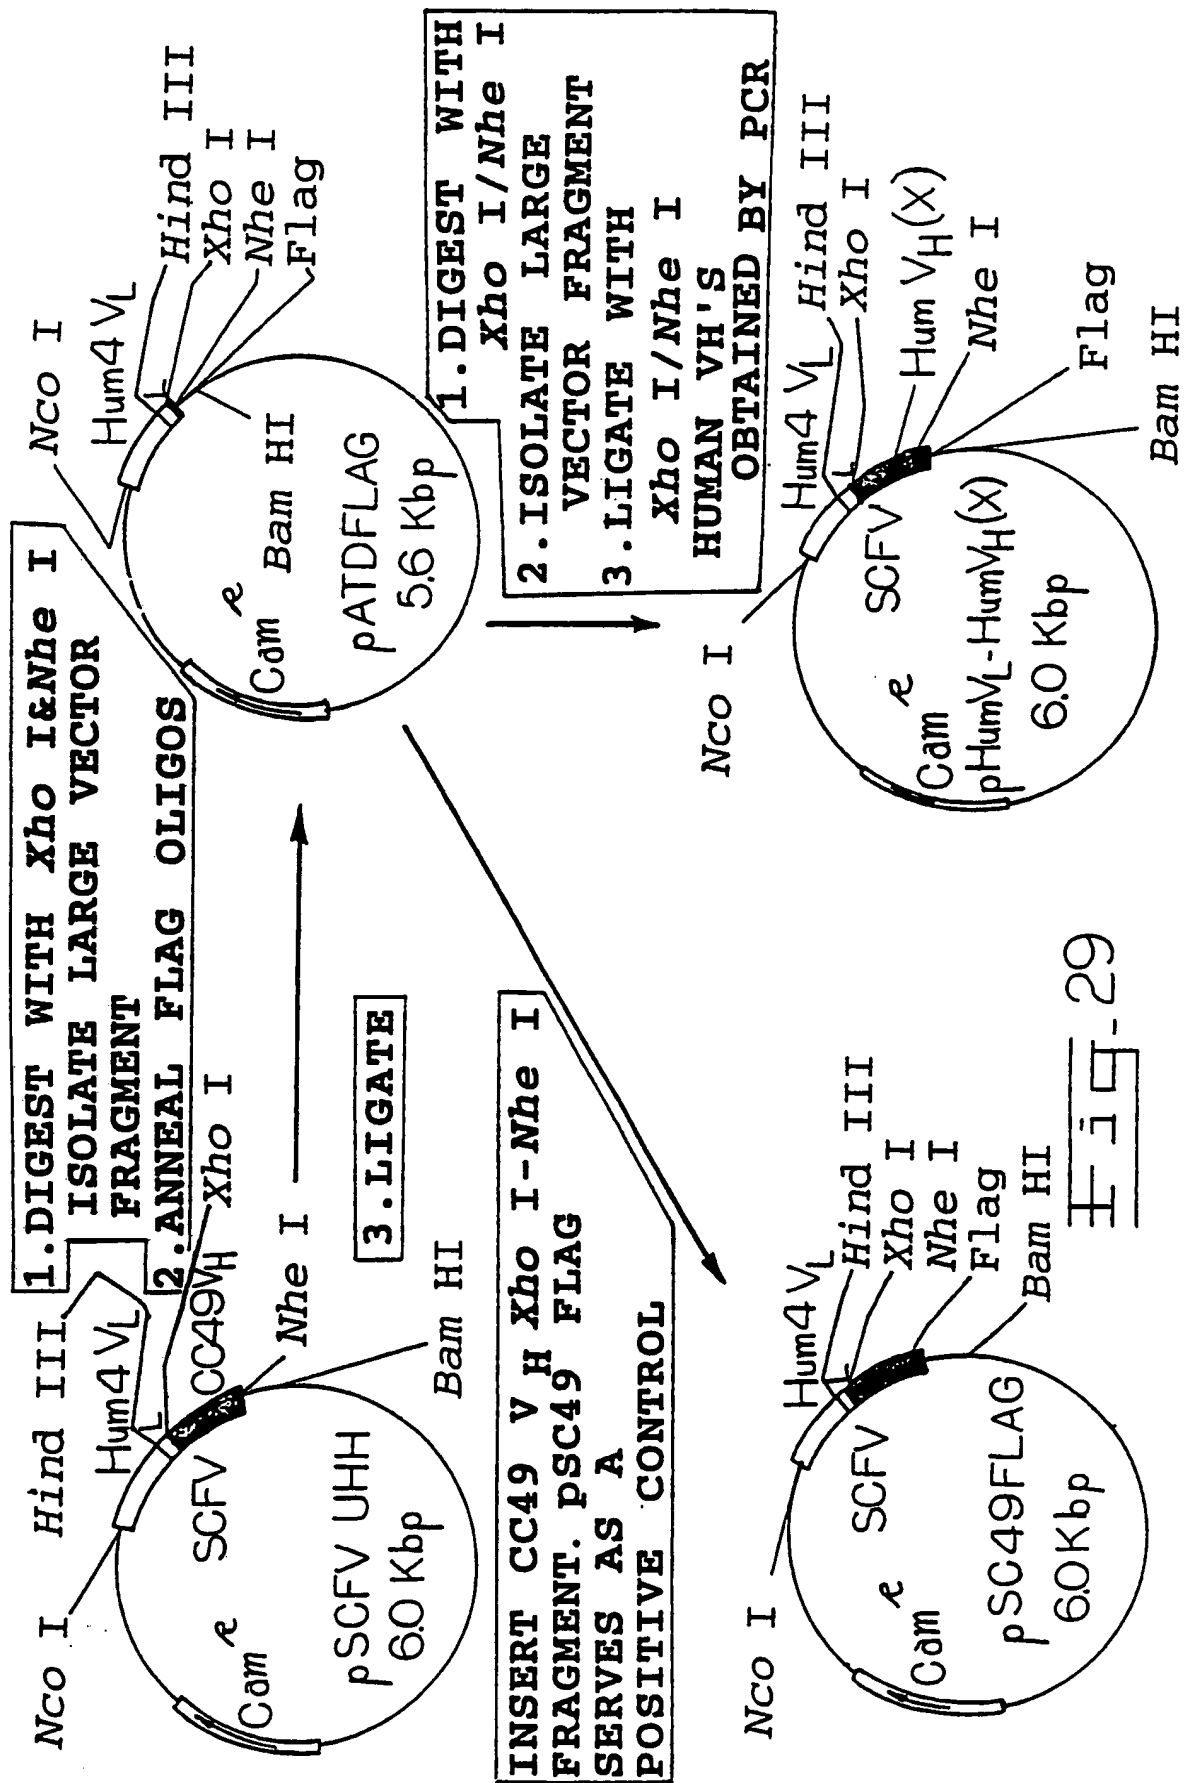 1.DIGEST WITH Xho I&Nhe I
ISOLATE LARGE VECTOR
FRAGMENT
2.ANNEAL FLAG OLIGOS
3.LIGATE
Nco I
Hind III
Hum4 VL
L
Xho I
CC49VH
SCFV
Nhe I
Bam HI
Cam R
pSCFV UHH
6.0 Kbp
Nco I
Hum4 VL
Hind III
L
Xho I
Nhe I
Flag
Bam HI
Cam R
pATDFLAG
5.6 Kbp
1.DIGEST WITH
Xho I/Nhe I
2.ISOLATE LARGE
VECTOR FRAGMENT
3.LIGATE WITH
Xho I/Nhe I
HUMAN VH'S
OBTAINED BY PCR
INSERT CC49 VH Xho I-Nhe I
FRAGMENT. pSC49 FLAG
SERVES AS A
POSITIVE CONTROL
Nco I
Hum4 VL
Hind III
L
Xho I
Nhe I
Flag
Bam HI
SCFV
Cam R
pSC49FLAG
6.0Kbp
Nco I
Hum4 VL
Hind III
L
Xho I
Hum VH(X)
Nhe I
Flag
Bam HI
SCFV
Cam R
pHumVL-HumVH(X)
6.0 Kbp
Fig-29